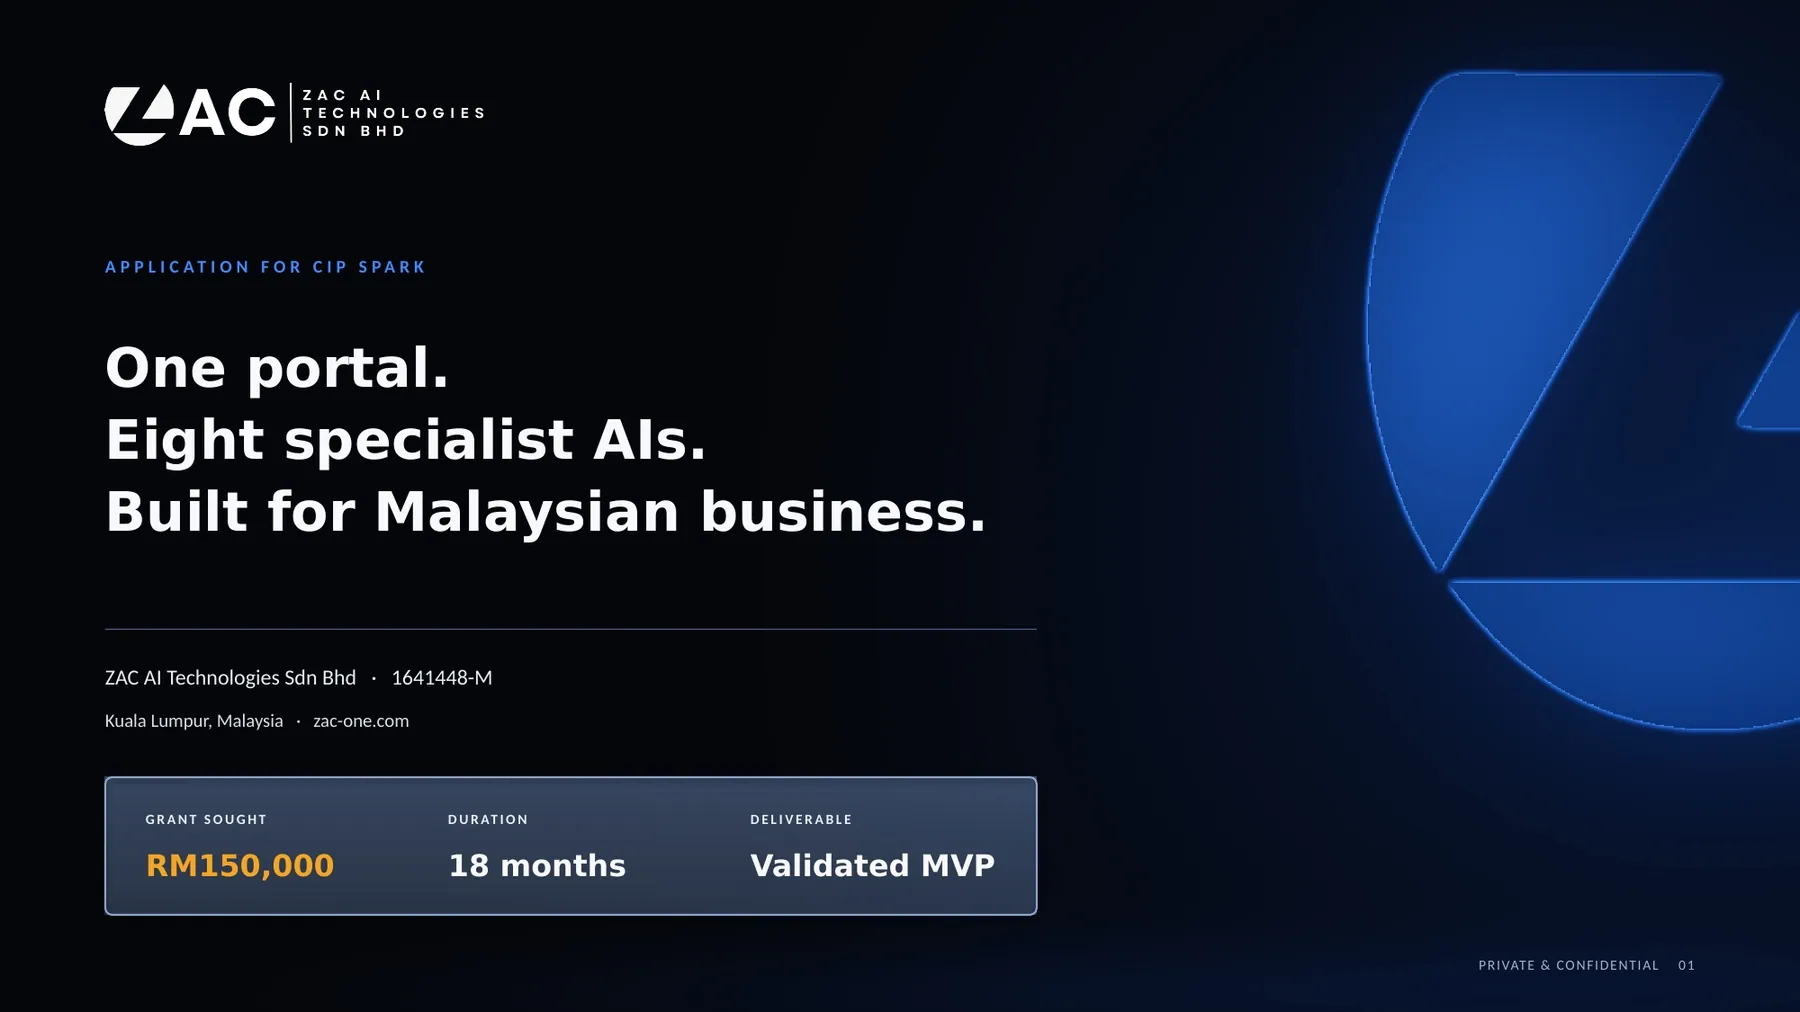 ZAC
ZAC AI
TECHNOLOGIES
SDN BHD
APPLICATION FOR CIP SPARK
One portal.
Eight specialist AIs.
Built for Malaysian business.
ZAC AI Technologies Sdn Bhd · 1641448-M
Kuala Lumpur, Malaysia · zac-one.com
GRANT SOUGHT
RM150,000
DURATION
18 months
DELIVERABLE
Validated MVP
PRIVATE & CONFIDENTIAL 01